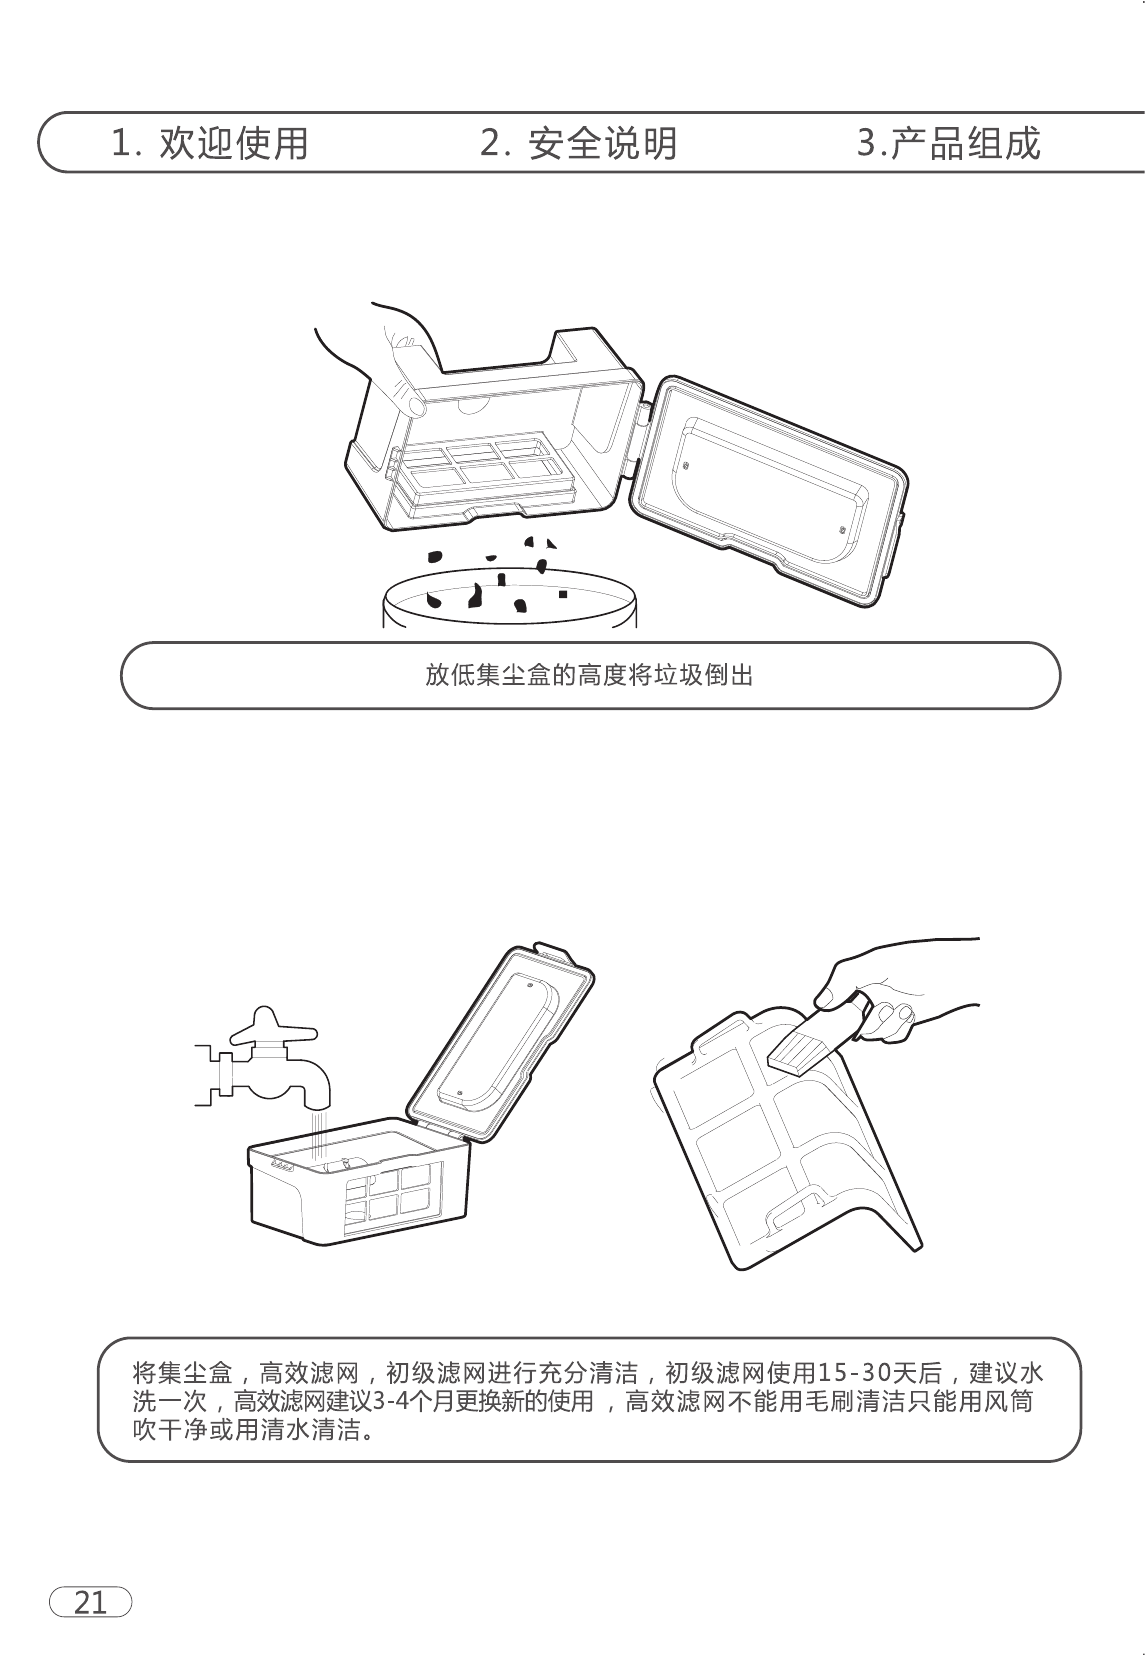 1. 欢迎使用 2. 安全说明 3.产品组成
放低集尘盒的高度将垃圾倒出
将集尘盒，高效滤网，初级滤网进行充分清洁，初级滤网使用15-30天后，建议水
洗一次，高效滤网建议3-4个月更换新的使用 ，高效滤网不能用毛刷清洁只能用风筒
吹干净或用清水清洁。
21